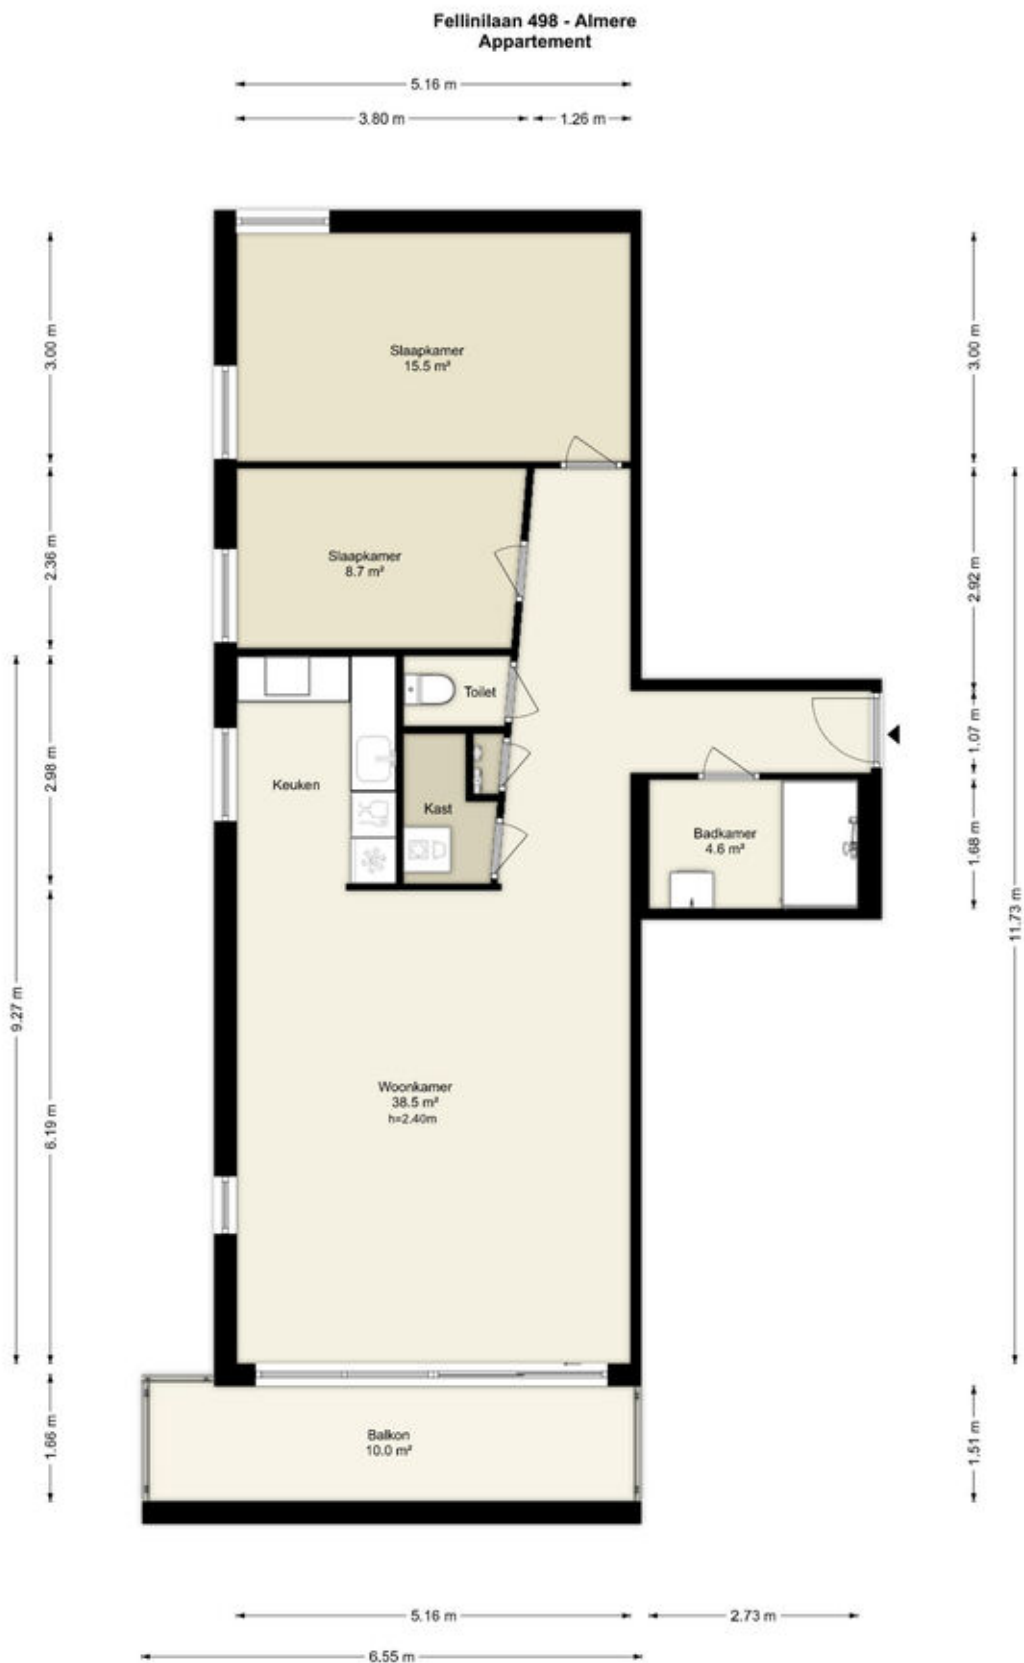 Fellinilaan 498 - Almere
Appartement
5.16 m
3.80 m
1.26 m
3.00 m
3.00 m
Slaapkamer
15.5 m²
2.36 m
Slaapkamer
8.7 m²
2.92 m
Toilet
1.07 m
2.98 m
Keuken
Kast
Badkamer
4.6 m²
1.68 m
11.73 m
9.27 m
Woonkamer
38.5 m²
h=2.40m
6.19 m
Balkon
10.0 m²
1.66 m
1.51 m
5.16 m
2.73 m
6.55 m